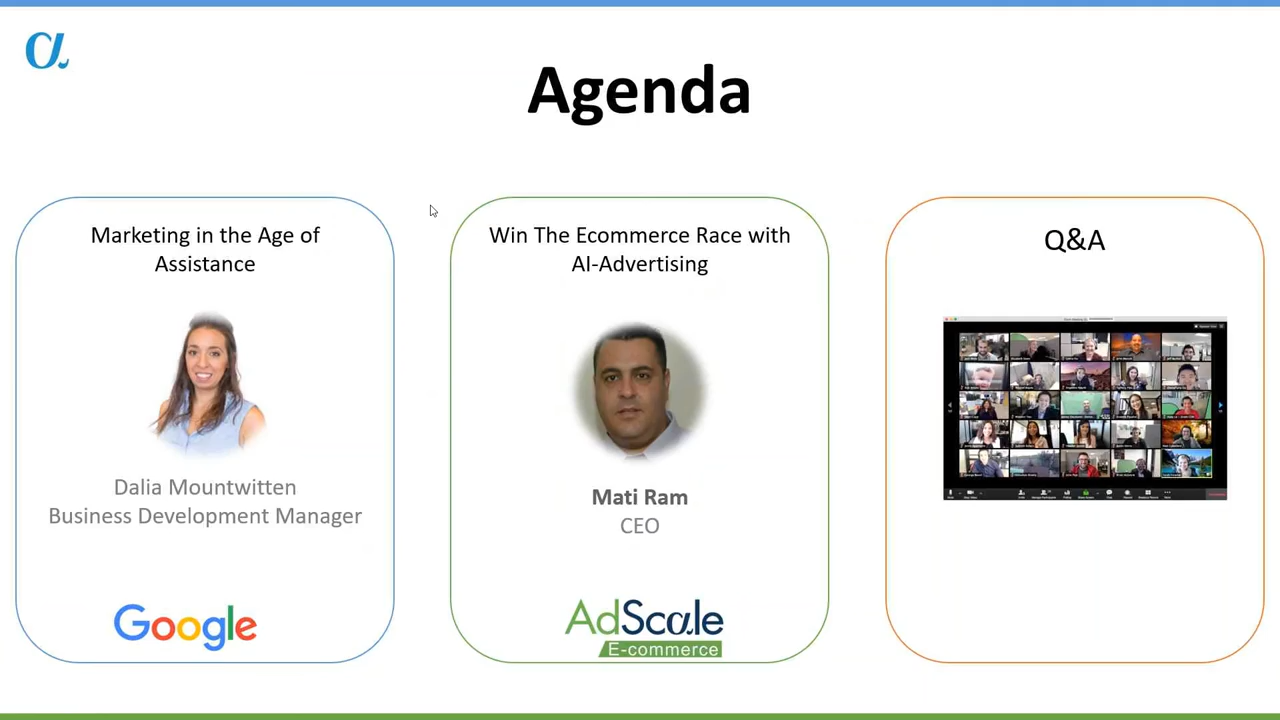 α
Agenda
Marketing in the Age of
Assistance
Dalia Mountwitten
Business Development Manager
Google
Win The Ecommerce Race with
AI-Advertising
Mati Ram
CEO
AdScale
E-commerce
Q&A